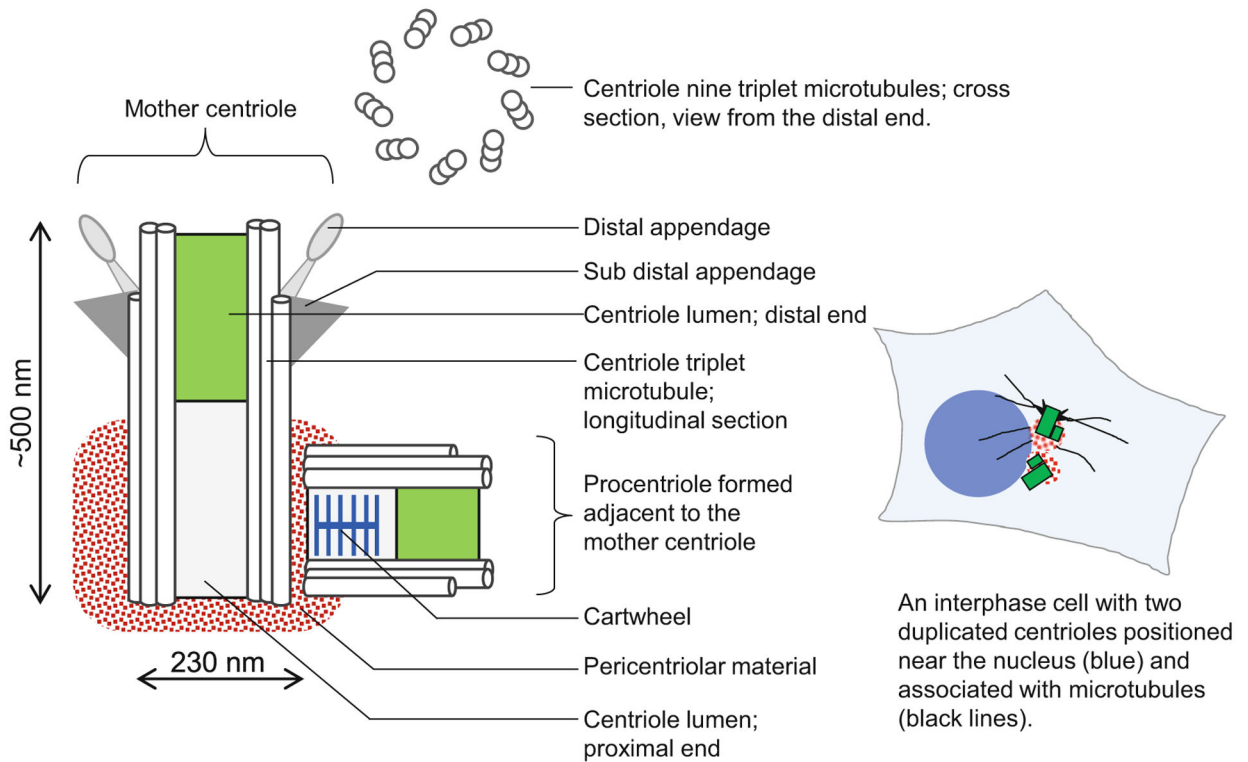 Mother centriole
Centriole nine triplet microtubules; cross
section, view from the distal end.
Distal appendage
Sub distal appendage
Centriole lumen; distal end
Centriole triplet
microtubule;
longitudinal section
Procentriole formed
adjacent to the
mother centriole
Cartwheel
Pericentriolar material
Centriole lumen;
proximal end
~500 nm
230 nm
An interphase cell with two
duplicated centrioles positioned
near the nucleus (blue) and
associated with microtubules
(black lines).